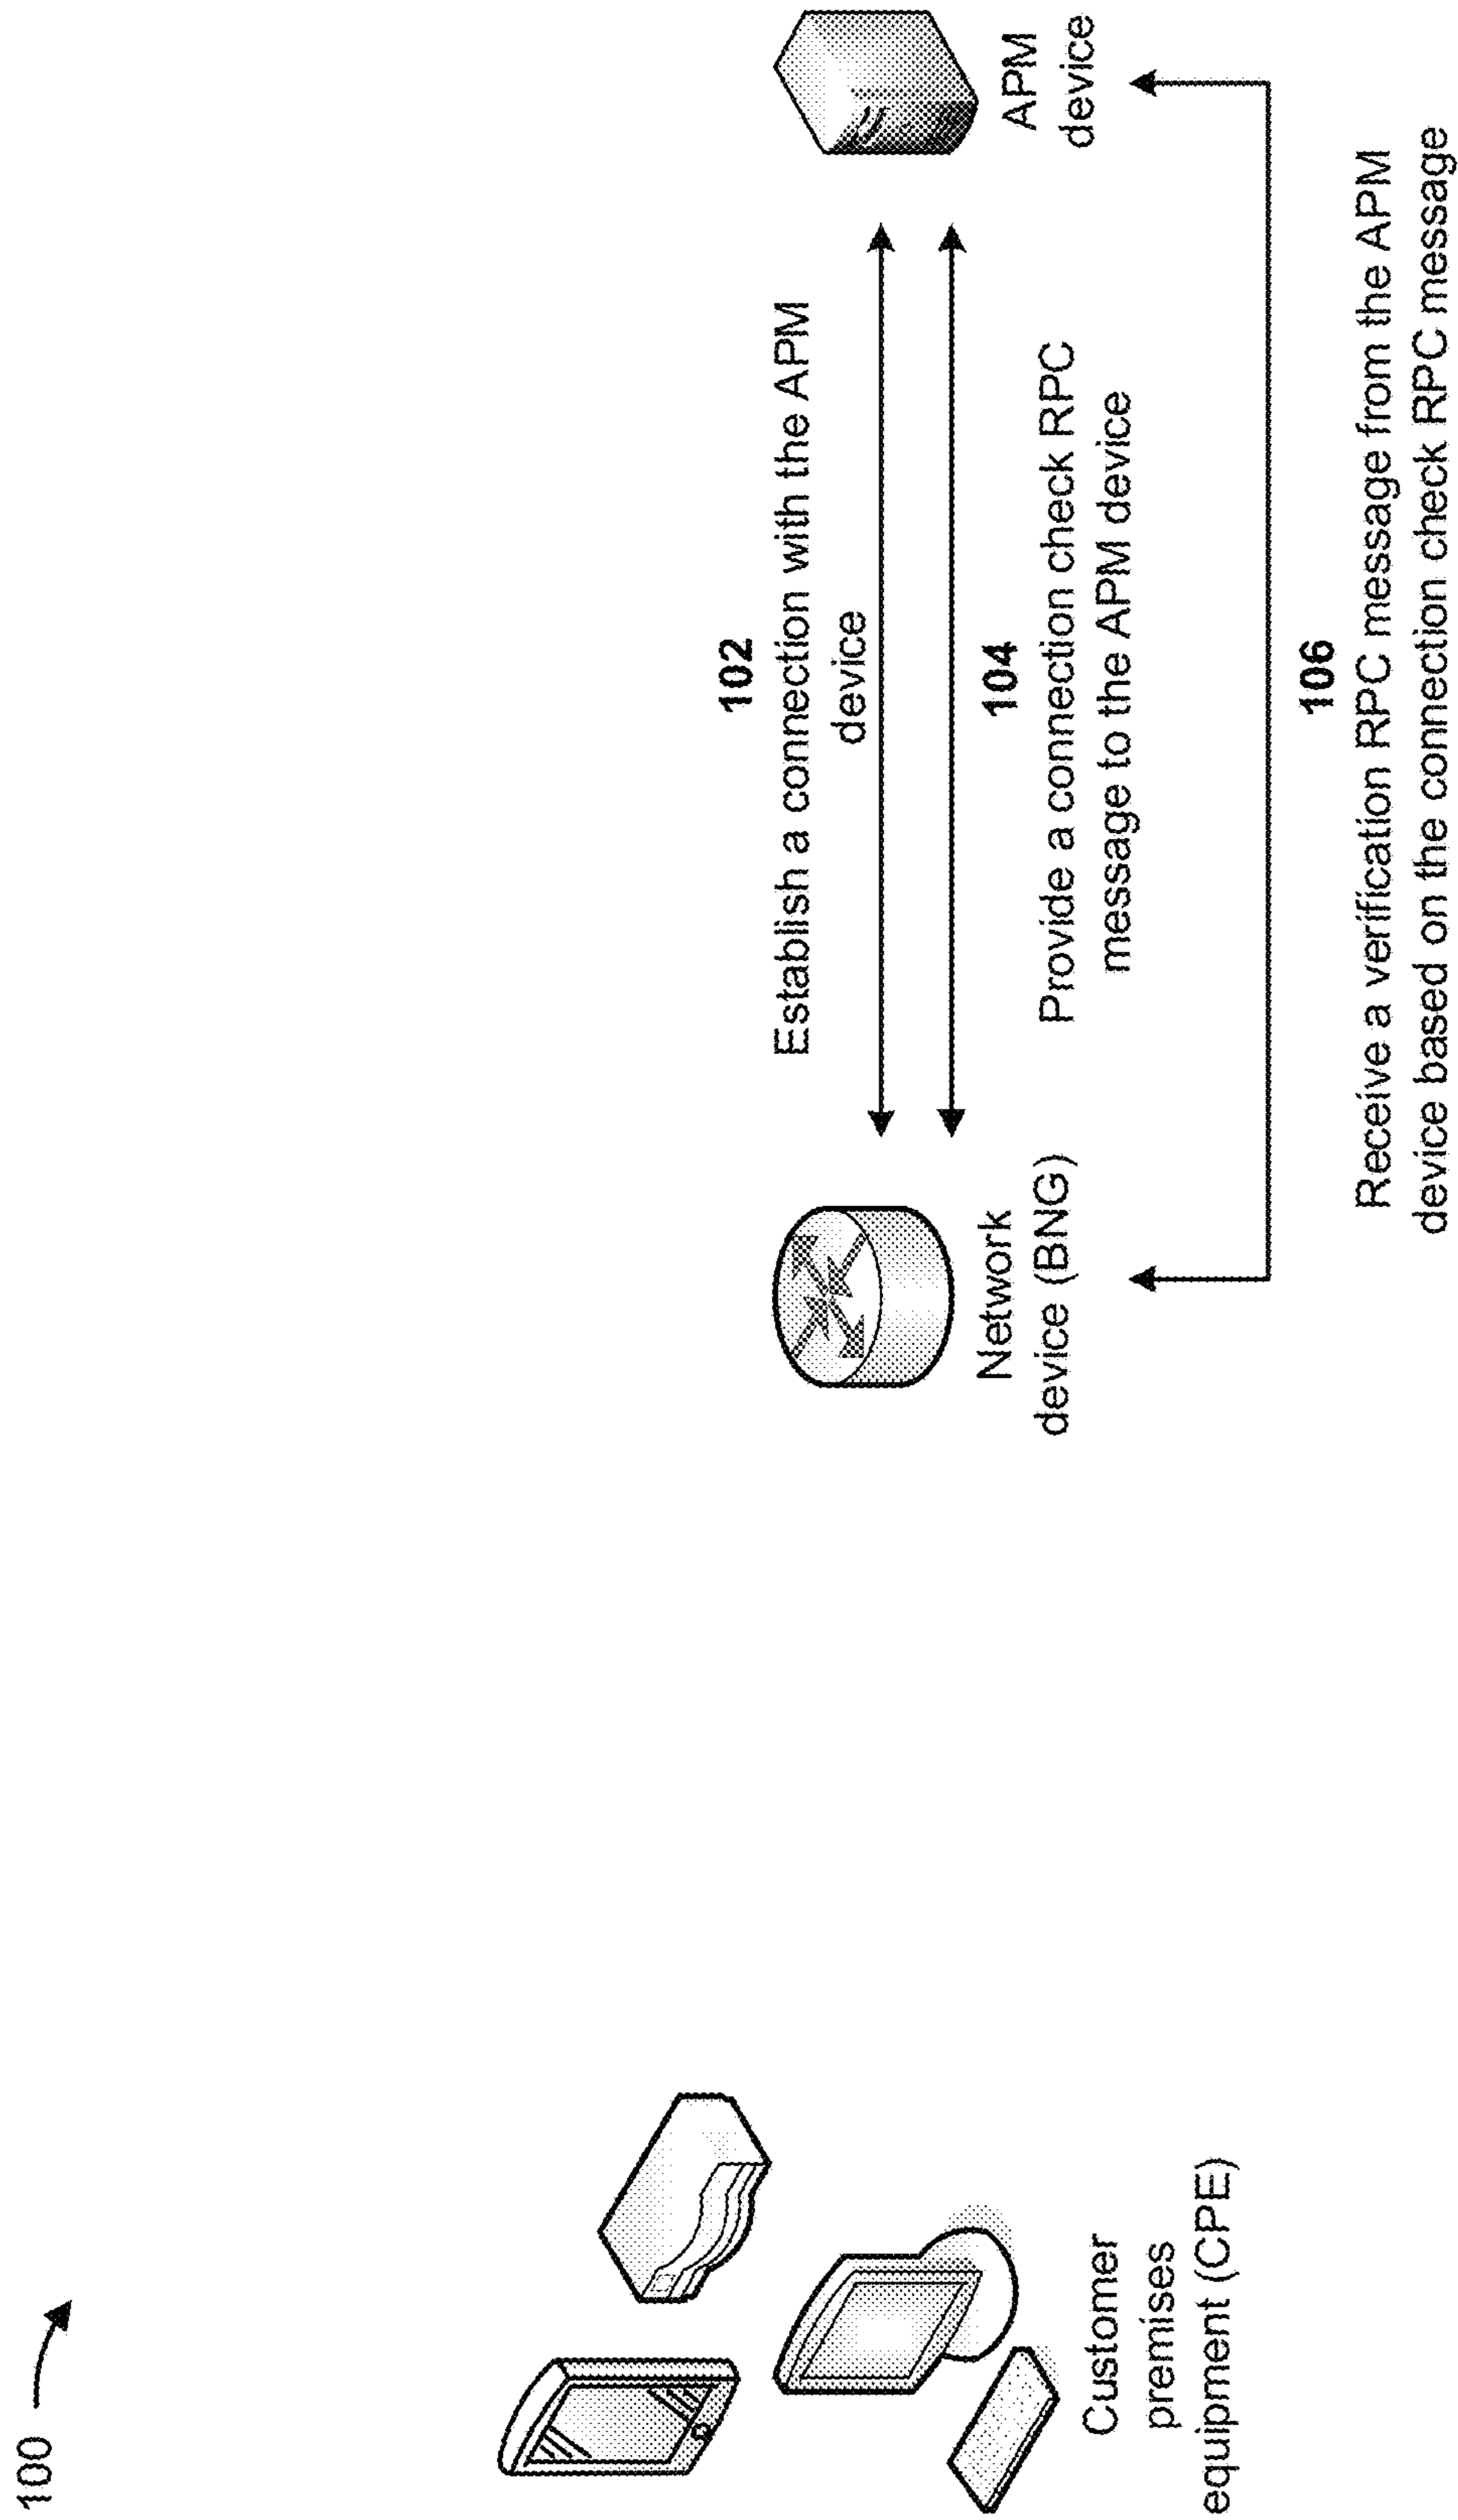 100
102
Establish a connection with the APM
device
104
Provide a connection check RPC
message to the APM device
Customer
premises
equipment (CPE)
Network
device (BNG)
APM
device
106
Receive a verification RPC message from the APM
device based on the connection check RPC message